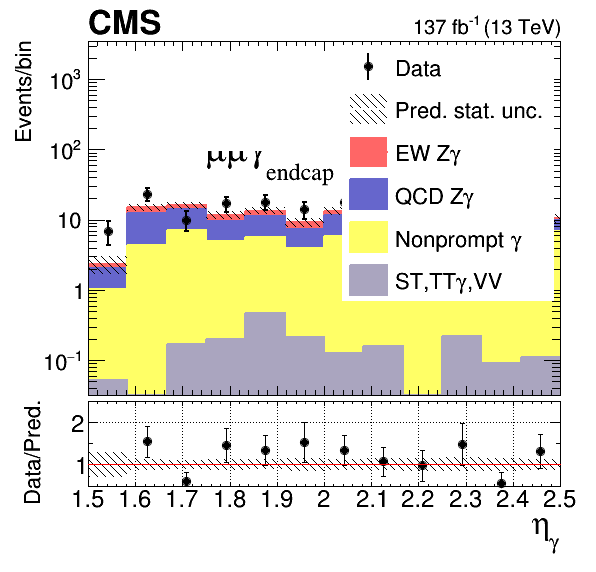 CMS 137 fb⁻¹ (13 TeV)
Events/bin
10³
10²
10
1
10⁻¹
Data
Pred. stat. unc.
EW Zγ
QCD Zγ
Nonprompt γ
ST,TTγ,VV
μμγ endcap
Data/Pred.
2
1
1.5 1.6 1.7 1.8 1.9 2 2.1 2.2 2.3 2.4 2.5
ηγ